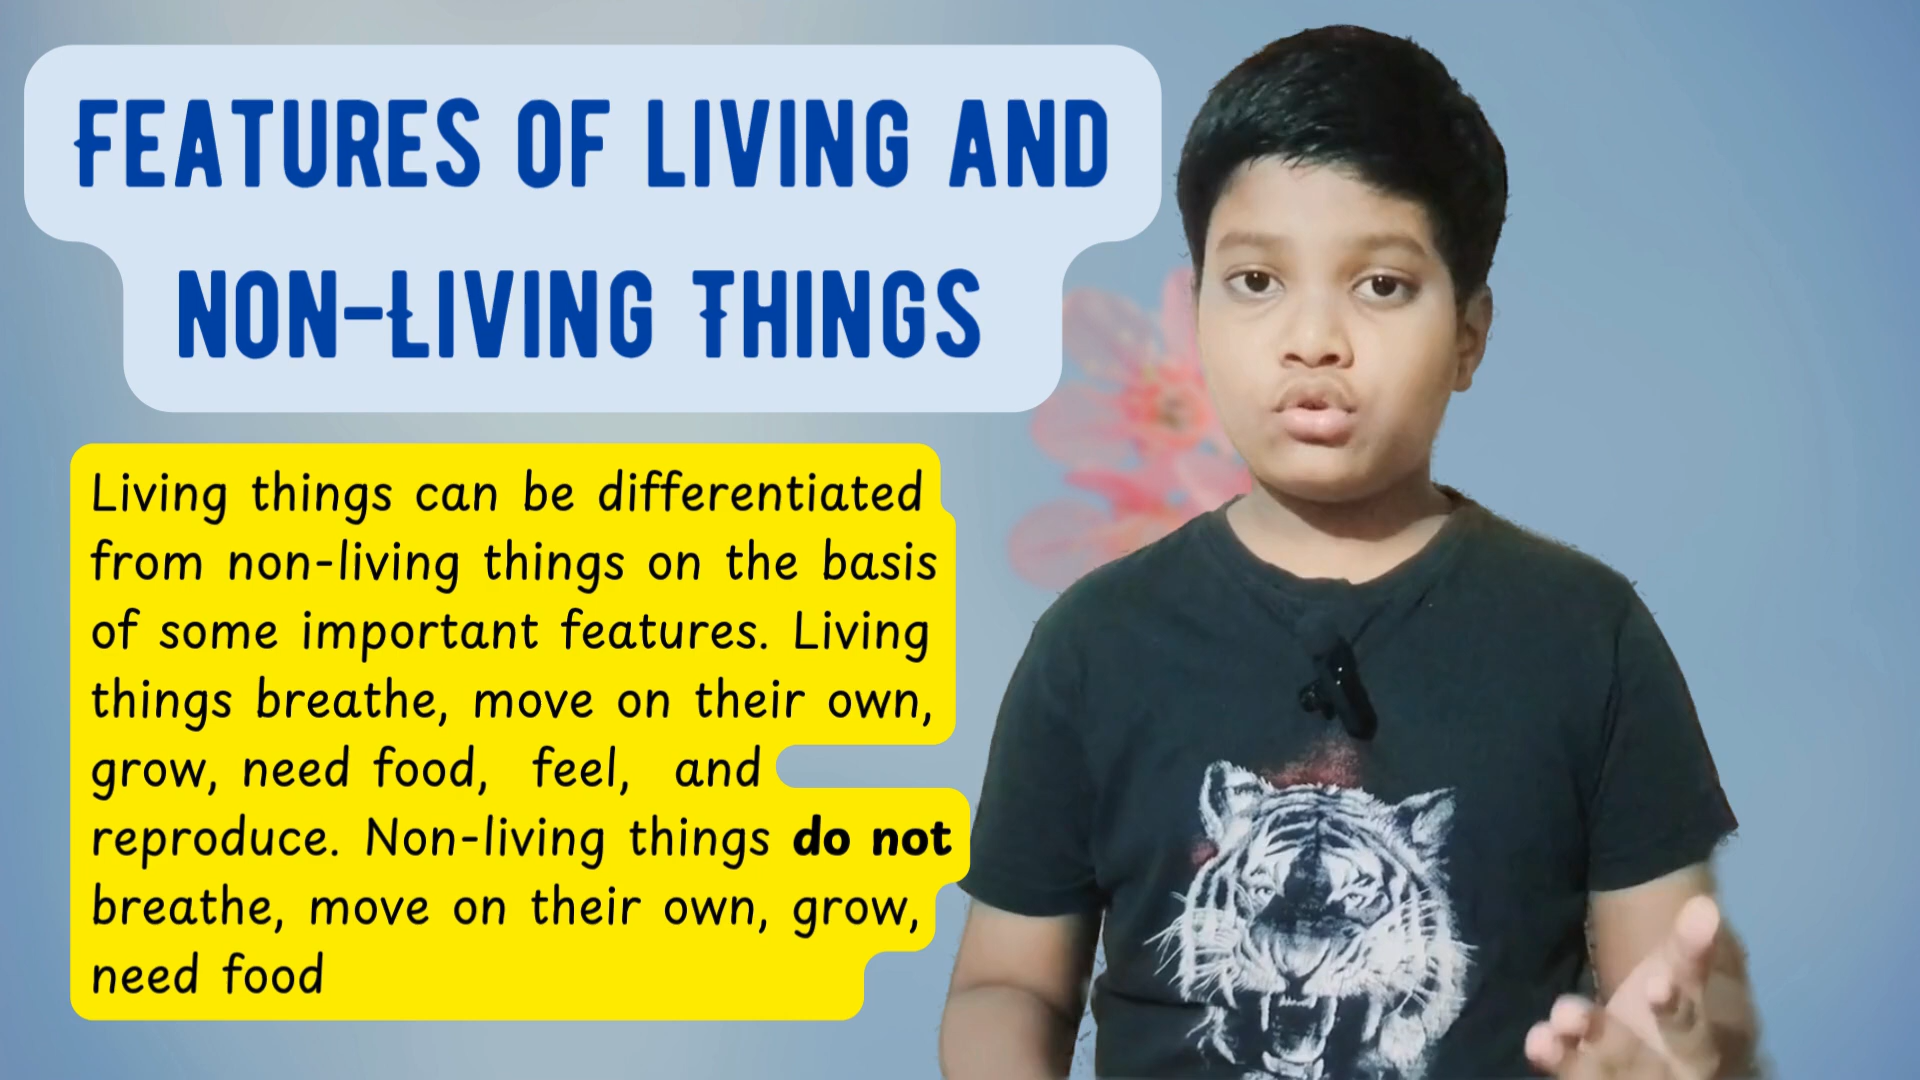 FEATURES OF LIVING AND
NON-LIVING THINGS
Living things can be differentiated
from non-living things on the basis
of some important features. Living
things breathe, move on their own,
grow, need food, feel, and
reproduce. Non-living things do not
breathe, move on their own, grow,
need food